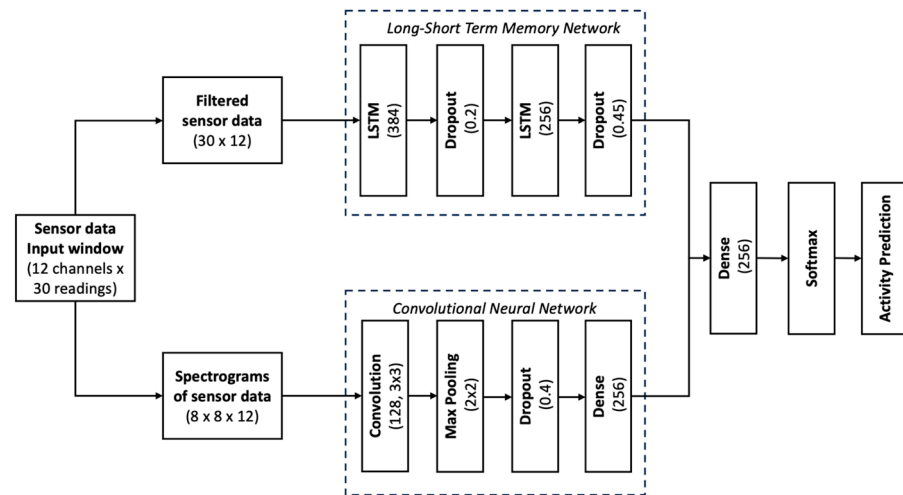 Sensor data
Input window
(12 channels x
30 readings)
Filtered
sensor data
(30 x 12)
Long-Short Term Memory Network
LSTM
(384)
Dropout
(0.2)
LSTM
(256)
Dropout
(0.45)
Spectrograms
of sensor data
(8 x 8 x 12)
Convolutional Neural Network
Convolution
(128, 3x3)
Max Pooling
(2x2)
Dropout
(0.4)
Dense
(256)
Dense
(256)
Softmax
Activity Prediction